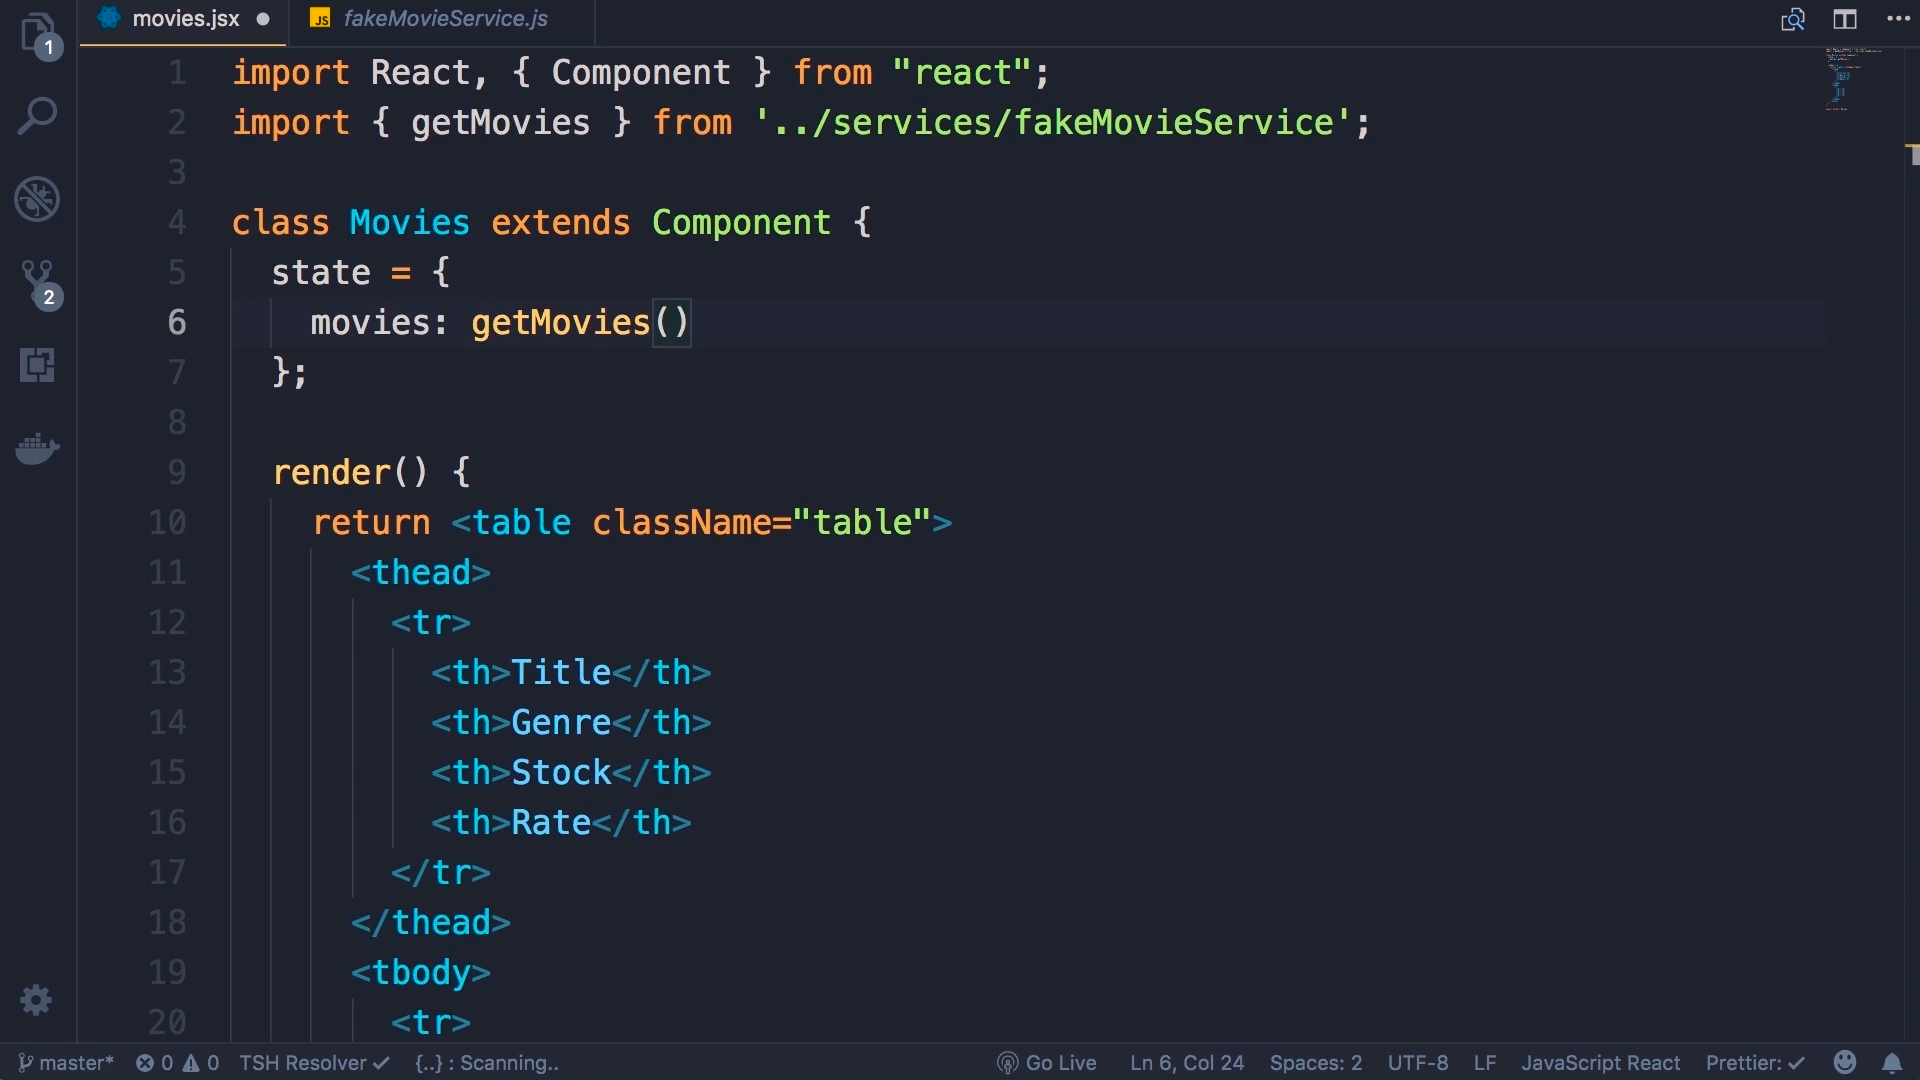 movies.jsx
JS fakeMovieService.js
1
2
1 import React, { Component } from "react";
2 import { getMovies } from '../services/fakeMovieService';
3
4 class Movies extends Component {
5 state = {
6 movies: getMovies()
7 };
8
9 render() {
10 return <table className="table">
11 <thead>
12 <tr>
13 <th>Title</th>
14 <th>Genre</th>
15 <th>Stock</th>
16 <th>Rate</th>
17 </tr>
18 </thead>
19 <tbody>
20 <tr>
master* 0 0 TSH Resolver ✓ {..} : Scanning.. Go Live Ln 6, Col 24 Spaces: 2 UTF-8 LF JavaScript React Prettier: ✓